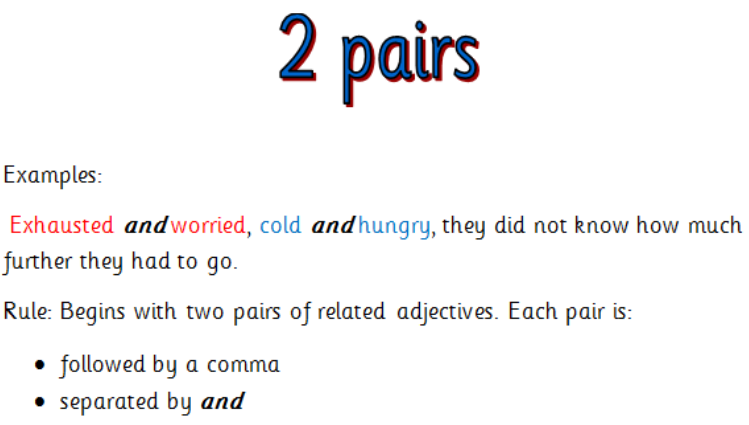 2 pairs
Examples:
Exhausted and worried, cold and hungry, they did not know how much
further they had to go.
Rule: Begins with two pairs of related adjectives. Each pair is:
• followed by a comma
• separated by and